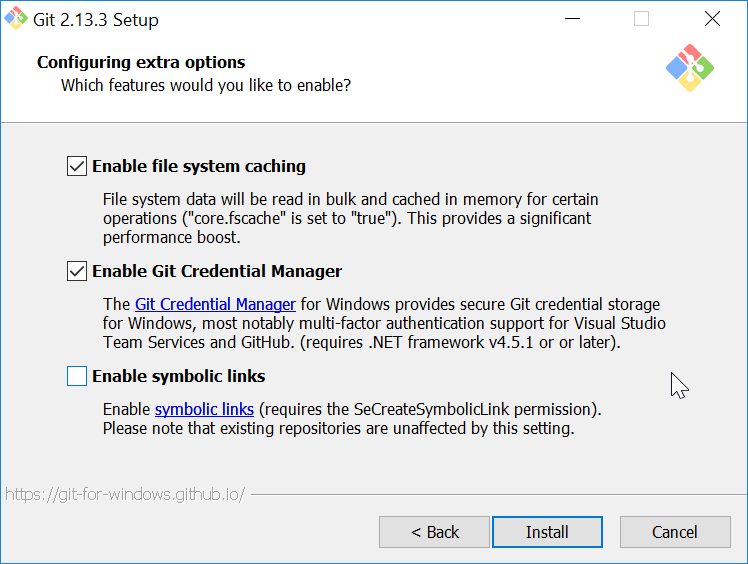 Git 2.13.3 Setup
Configuring extra options
Which features would you like to enable?
Enable file system caching
File system data will be read in bulk and cached in memory for certain
operations ("core.fscache" is set to "true"). This provides a significant
performance boost.
Enable Git Credential Manager
The Git Credential Manager for Windows provides secure Git credential storage
for Windows, most notably multi-factor authentication support for Visual Studio
Team Services and GitHub. (requires .NET framework v4.5.1 or or later).
Enable symbolic links
Enable symbolic links (requires the SeCreateSymbolicLink permission).
Please note that existing repositories are unaffected by this setting.
https://git-for-windows.github.io/
< Back
Install
Cancel